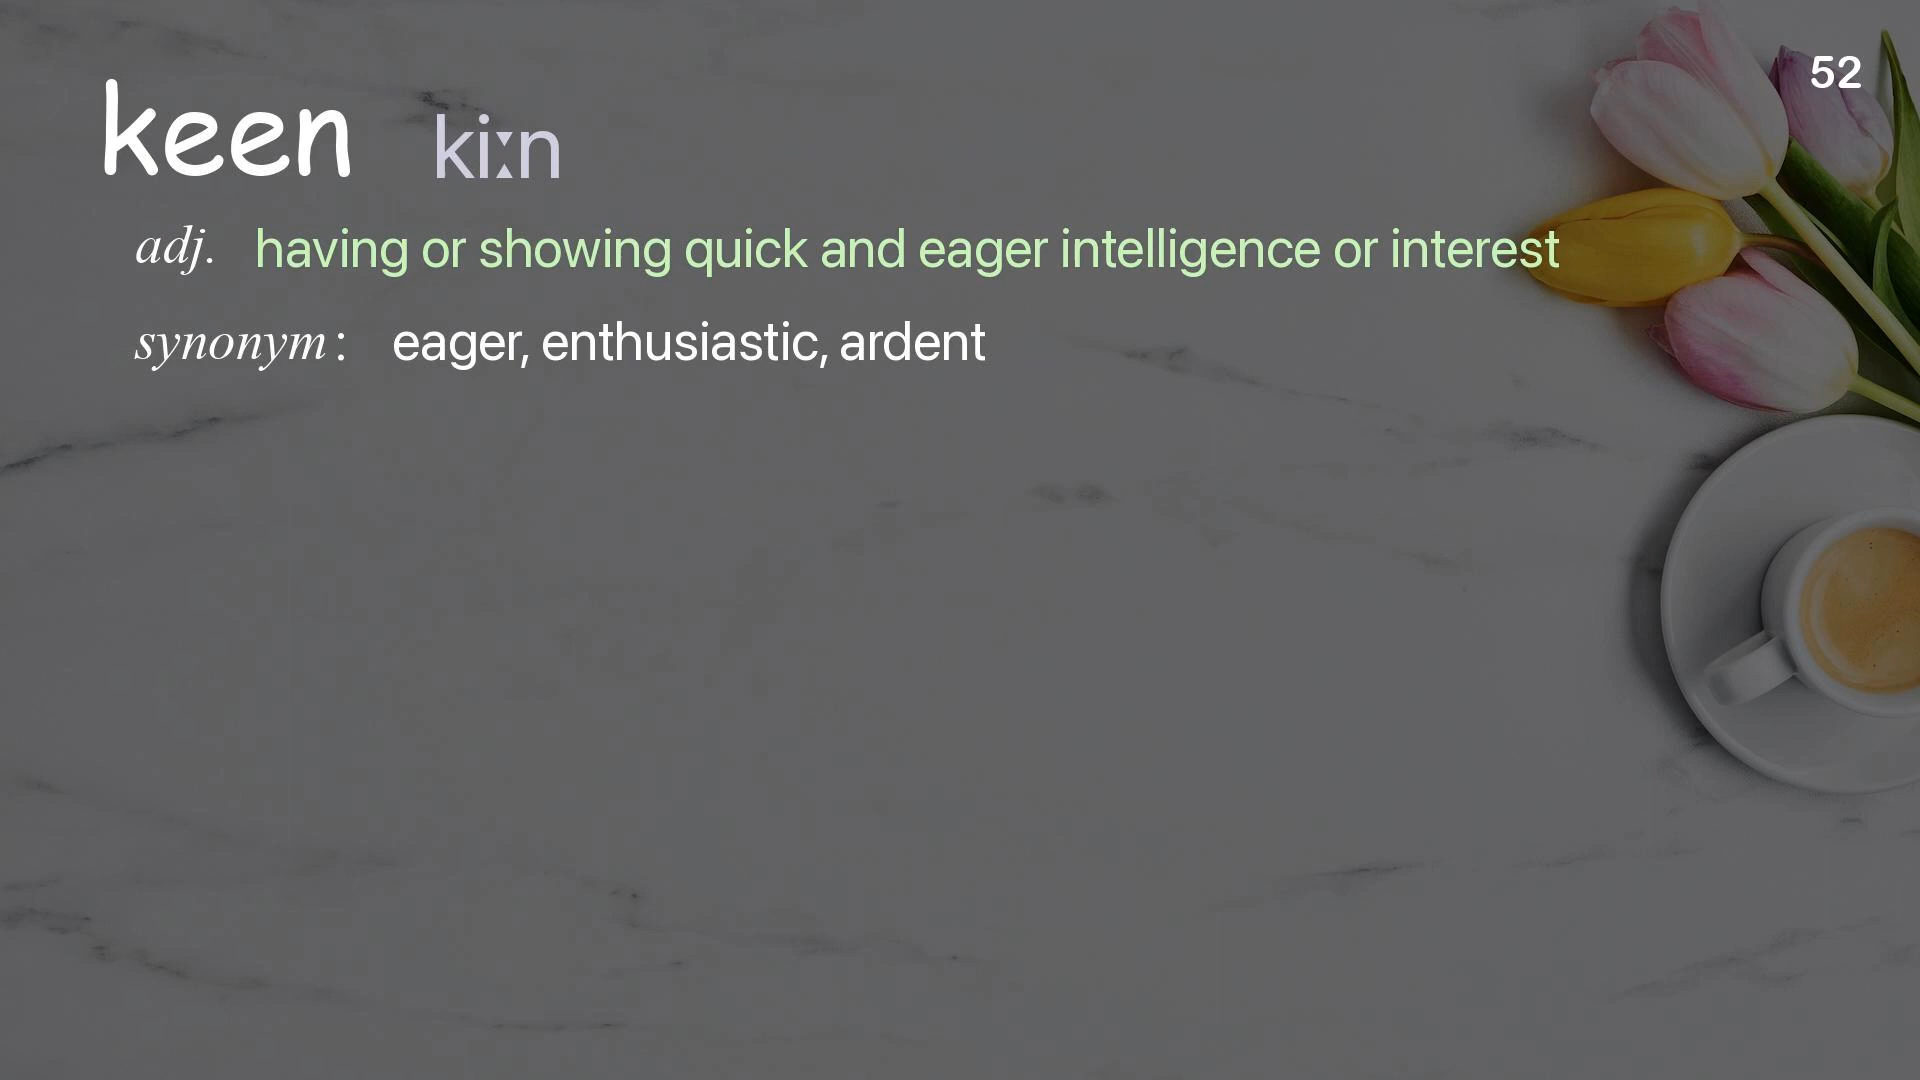 52
keen kiːn
adj. having or showing quick and eager intelligence or interest
synonym : eager, enthusiastic, ardent